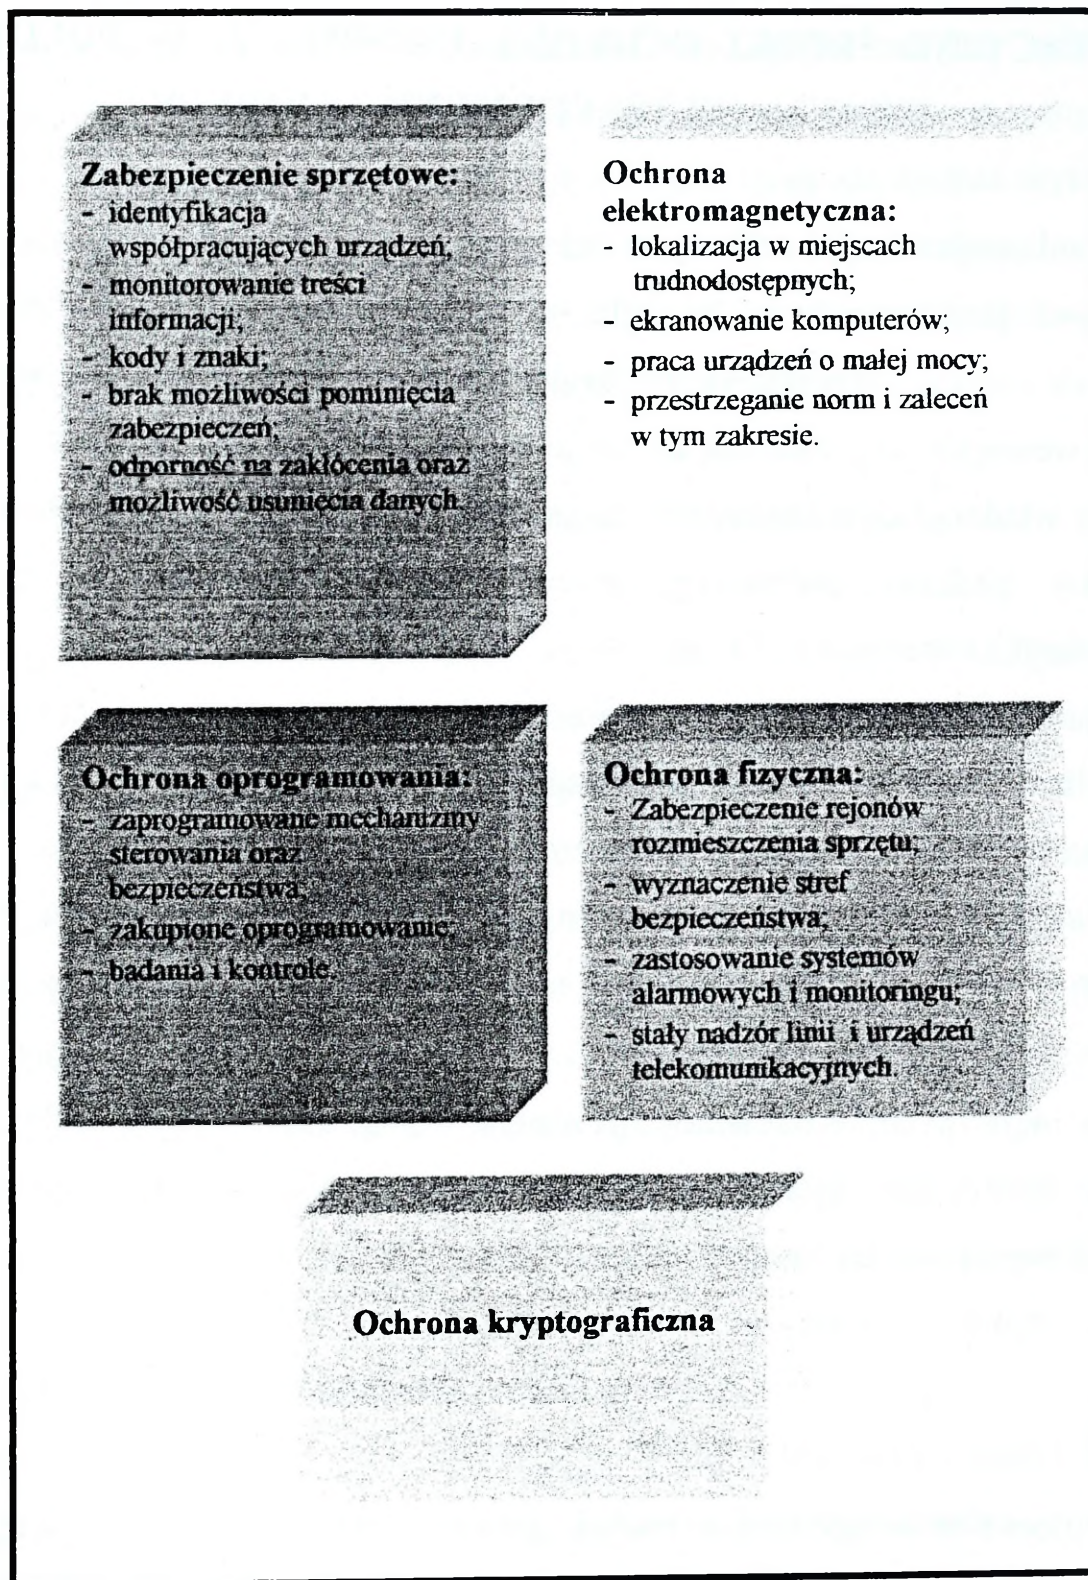 Zabezpieczenie sprzętowe:
- identyfikacja
współpracujących urządzeń;
- monitorowanie treści
informacji;
- kody i znaki;
- brak możliwości pominięcia
zabezpieczeń;
- odporność na zakłócenia oraz
możliwość usunięcia danych.
Ochrona
elektromagnetyczna:
- lokalizacja w miejscach
trudnodostępnych;
- ekranowanie komputerów;
- praca urządzeń o małej mocy;
- przestrzeganie norm i zaleceń
w tym zakresie.
Ochrona oprogramowania:
- zaprogramowane mechanizmy
sterowania oraz
bezpieczeństwa;
- zakupione oprogramowanie;
- badania i kontrole.
Ochrona fizyczna:
- Zabezpieczenie rejonów
rozmieszczenia sprzętu;
- wyznaczenie stref
bezpieczeństwa;
- zastosowanie systemów
alarmowych i monitoringu;
- stały nadzór linii i urządzeń
telekomunikacyjnych.
Ochrona kryptograficzna